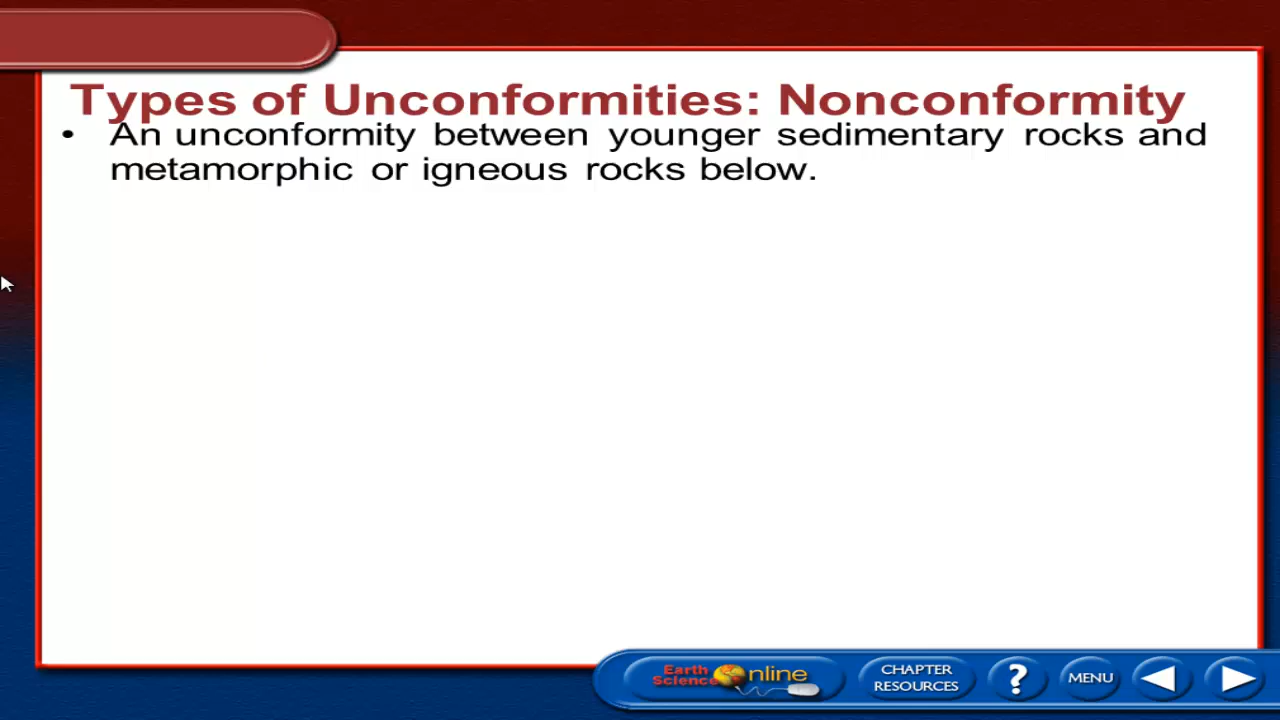 Types of Unconformities: Nonconformity
• An unconformity between younger sedimentary rocks and
metamorphic or igneous rocks below.
Earth
Science nline
CHAPTER
RESOURCES
?
MENU